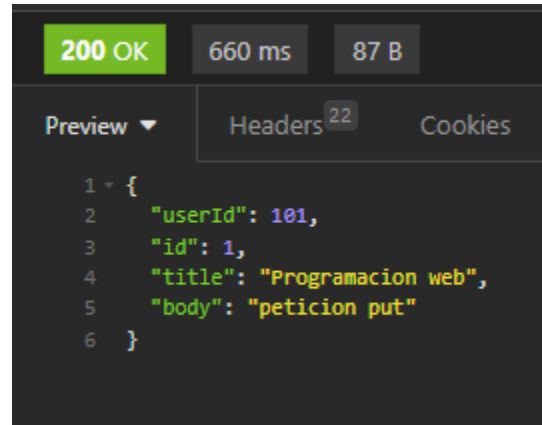 200 OK 660 ms 87 B
Preview ▼ Headers 22 Cookies
1 {
2 "userId": 101,
3 "id": 1,
4 "title": "Programacion web",
5 "body": "peticion put"
6 }